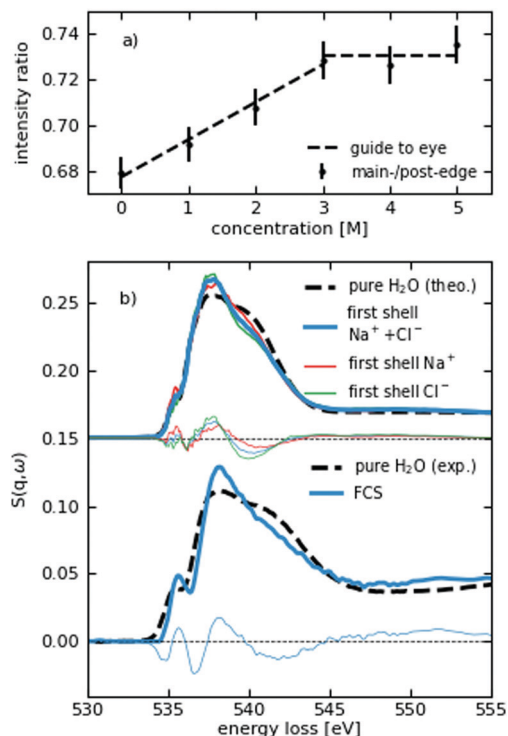 0.74
0.72
0.70
0.68
intensity ratio
a)
guide to eye
main-/post-edge
0 1 2 3 4 5
concentration [M]
0.25
0.20
0.15
0.10
0.05
0.00
S(q,ω)
b)
pure H₂O (theo.)
first shell
Na⁺ +Cl⁻
first shell Na⁺
first shell Cl⁻
pure H₂O (exp.)
FCS
530 535 540 545 550 555
energy loss [eV]